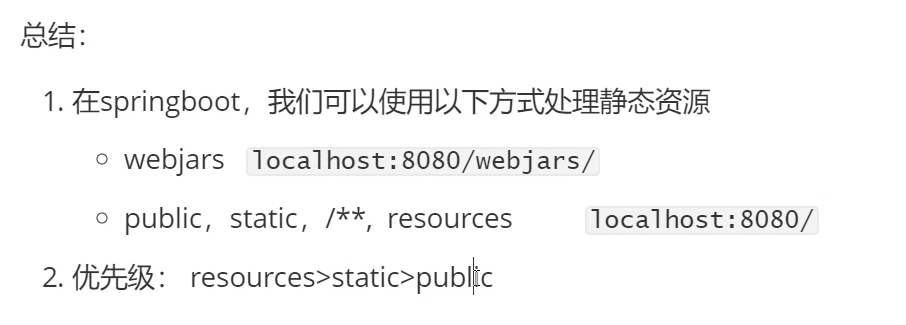 总结：
1. 在springboot，我们可以使用以下方式处理静态资源
○ webjars localhost:8080/webjars/
○ public，static，/**，resources localhost:8080/
2. 优先级： resources>static>public